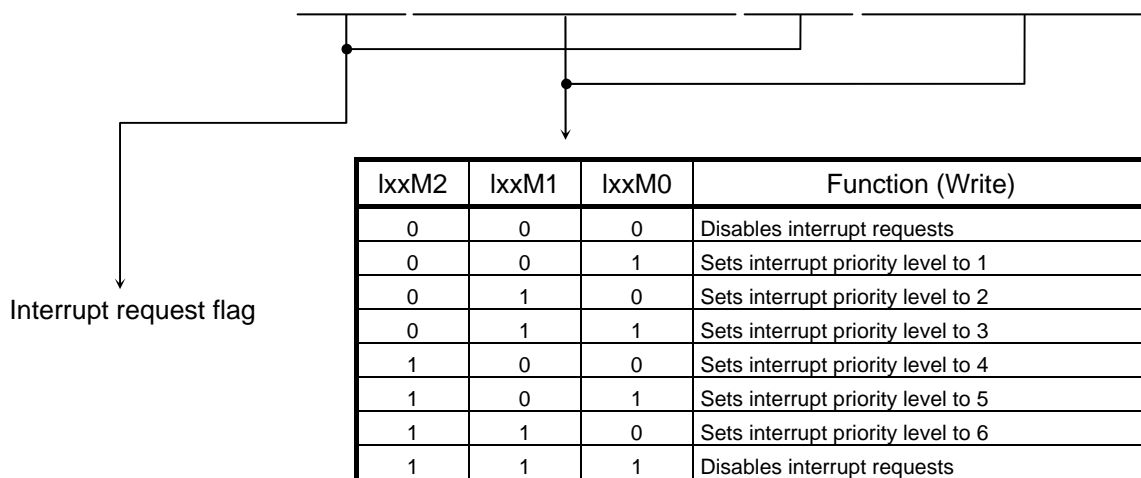 IxxM2 IxxM1 IxxM0 Function (Write)
0 0 0 Disables interrupt requests
0 0 1 Sets interrupt priority level to 1
0 1 0 Sets interrupt priority level to 2
0 1 1 Sets interrupt priority level to 3
1 0 0 Sets interrupt priority level to 4
1 0 1 Sets interrupt priority level to 5
1 1 0 Sets interrupt priority level to 6
1 1 1 Disables interrupt requests
Interrupt request flag